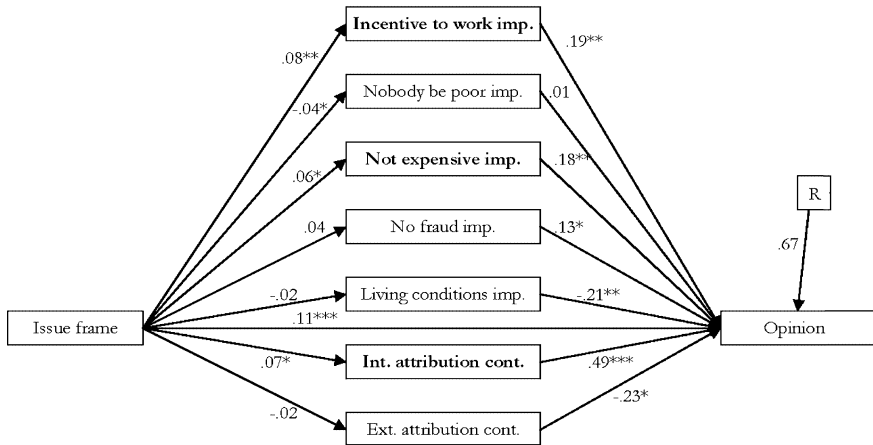 Incentive to work imp.
.08**
.19**
Nobody be poor imp.
-.04*
.01
Not expensive imp.
.06*
.18**
R
No fraud imp.
.04
.13*
.67
Living conditions imp.
-.02
-.21**
Issue frame
.11***
Opinion
Int. attribution cont.
.07*
.49***
Ext. attribution cont.
-.02
-.23*